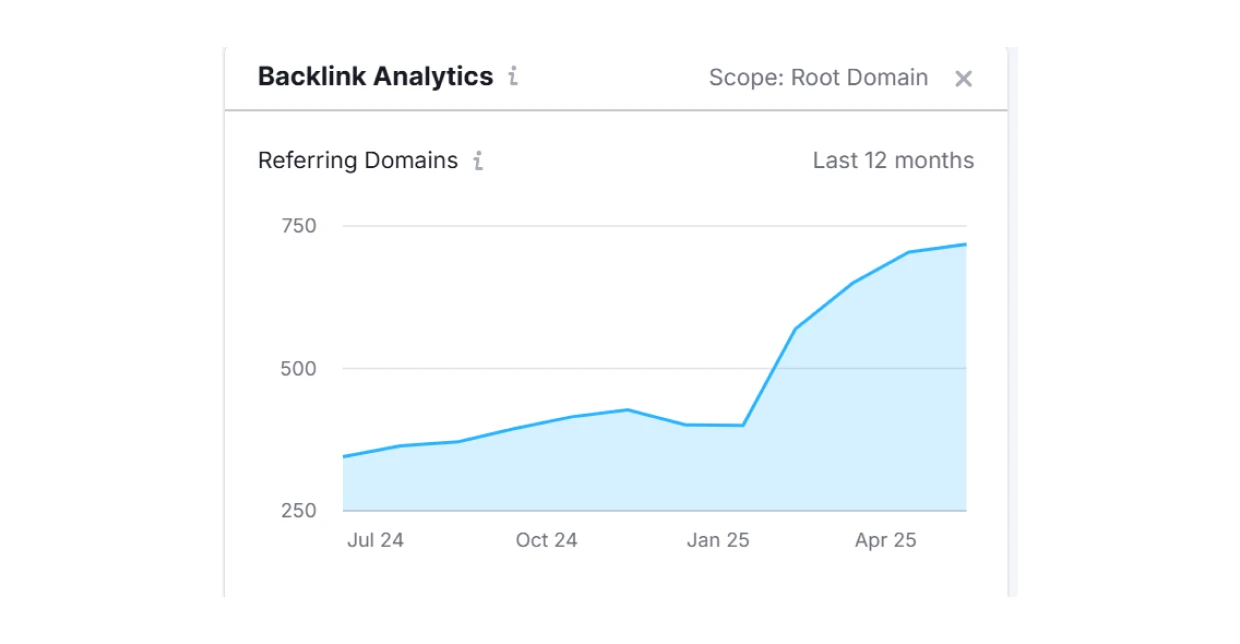 Backlink Analytics i Scope: Root Domain ×
Referring Domains i Last 12 months
750
500
250
Jul 24 Oct 24 Jan 25 Apr 25